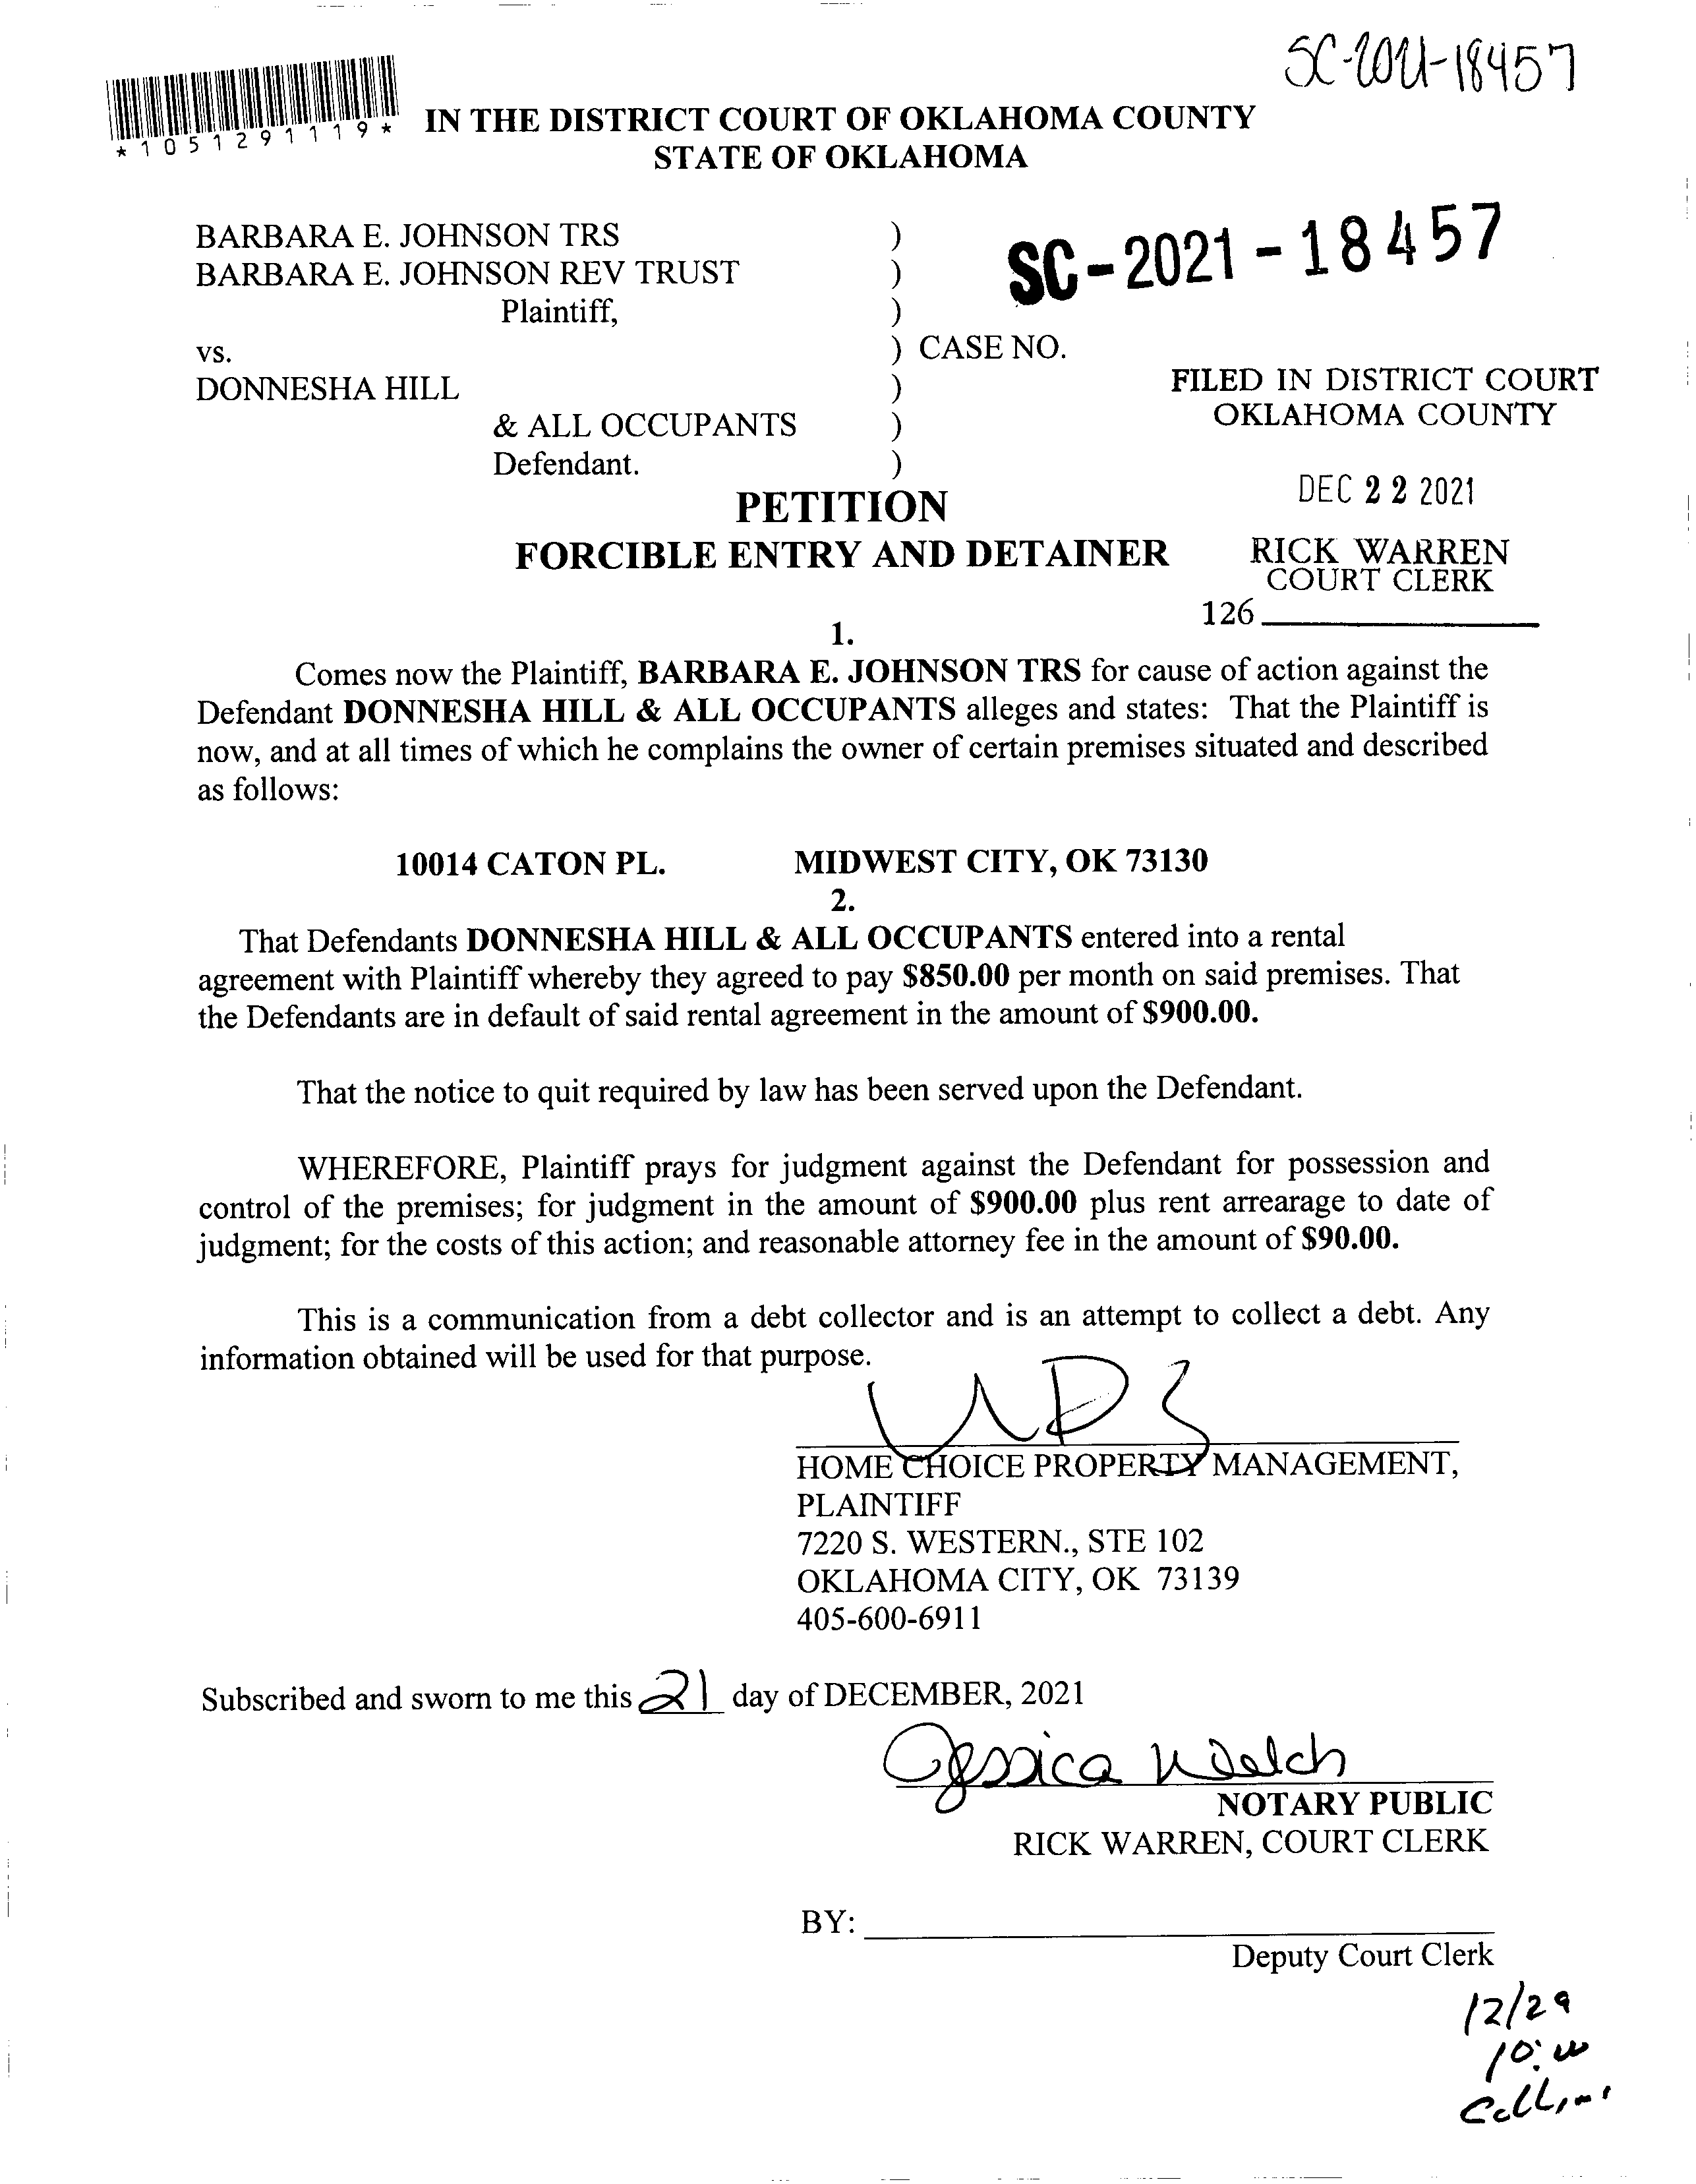 SC-2021-18457
*1051291119*
IN THE DISTRICT COURT OF OKLAHOMA COUNTY
STATE OF OKLAHOMA
BARBARA E. JOHNSON TRS )
BARBARA E. JOHNSON REV TRUST )
Plaintiff, )
SC-2021-18457
vs. ) CASE NO.
DONNESHA HILL )
& ALL OCCUPANTS )
Defendant. )
FILED IN DISTRICT COURT
OKLAHOMA COUNTY
DEC 22 2021
RICK WARREN
COURT CLERK
126
PETITION
FORCIBLE ENTRY AND DETAINER
1.
Comes now the Plaintiff, BARBARA E. JOHNSON TRS for cause of action against the
Defendant DONNESHA HILL & ALL OCCUPANTS alleges and states: That the Plaintiff is
now, and at all times of which he complains the owner of certain premises situated and described
as follows:
10014 CATON PL. MIDWEST CITY, OK 73130
2.
That Defendants DONNESHA HILL & ALL OCCUPANTS entered into a rental
agreement with Plaintiff whereby they agreed to pay $850.00 per month on said premises. That
the Defendants are in default of said rental agreement in the amount of $900.00.
That the notice to quit required by law has been served upon the Defendant.
WHEREFORE, Plaintiff prays for judgment against the Defendant for possession and
control of the premises; for judgment in the amount of $900.00 plus rent arrearage to date of
judgment; for the costs of this action; and reasonable attorney fee in the amount of $90.00.
This is a communication from a debt collector and is an attempt to collect a debt. Any
information obtained will be used for that purpose.
HOME CHOICE PROPERTY MANAGEMENT,
PLAINTIFF
7220 S. WESTERN., STE 102
OKLAHOMA CITY, OK 73139
405-600-6911
Subscribed and sworn to me this 21 day of DECEMBER, 2021
Jessica Welch
NOTARY PUBLIC
RICK WARREN, COURT CLERK
BY:
Deputy Court Clerk
12/29
10:00
Collins